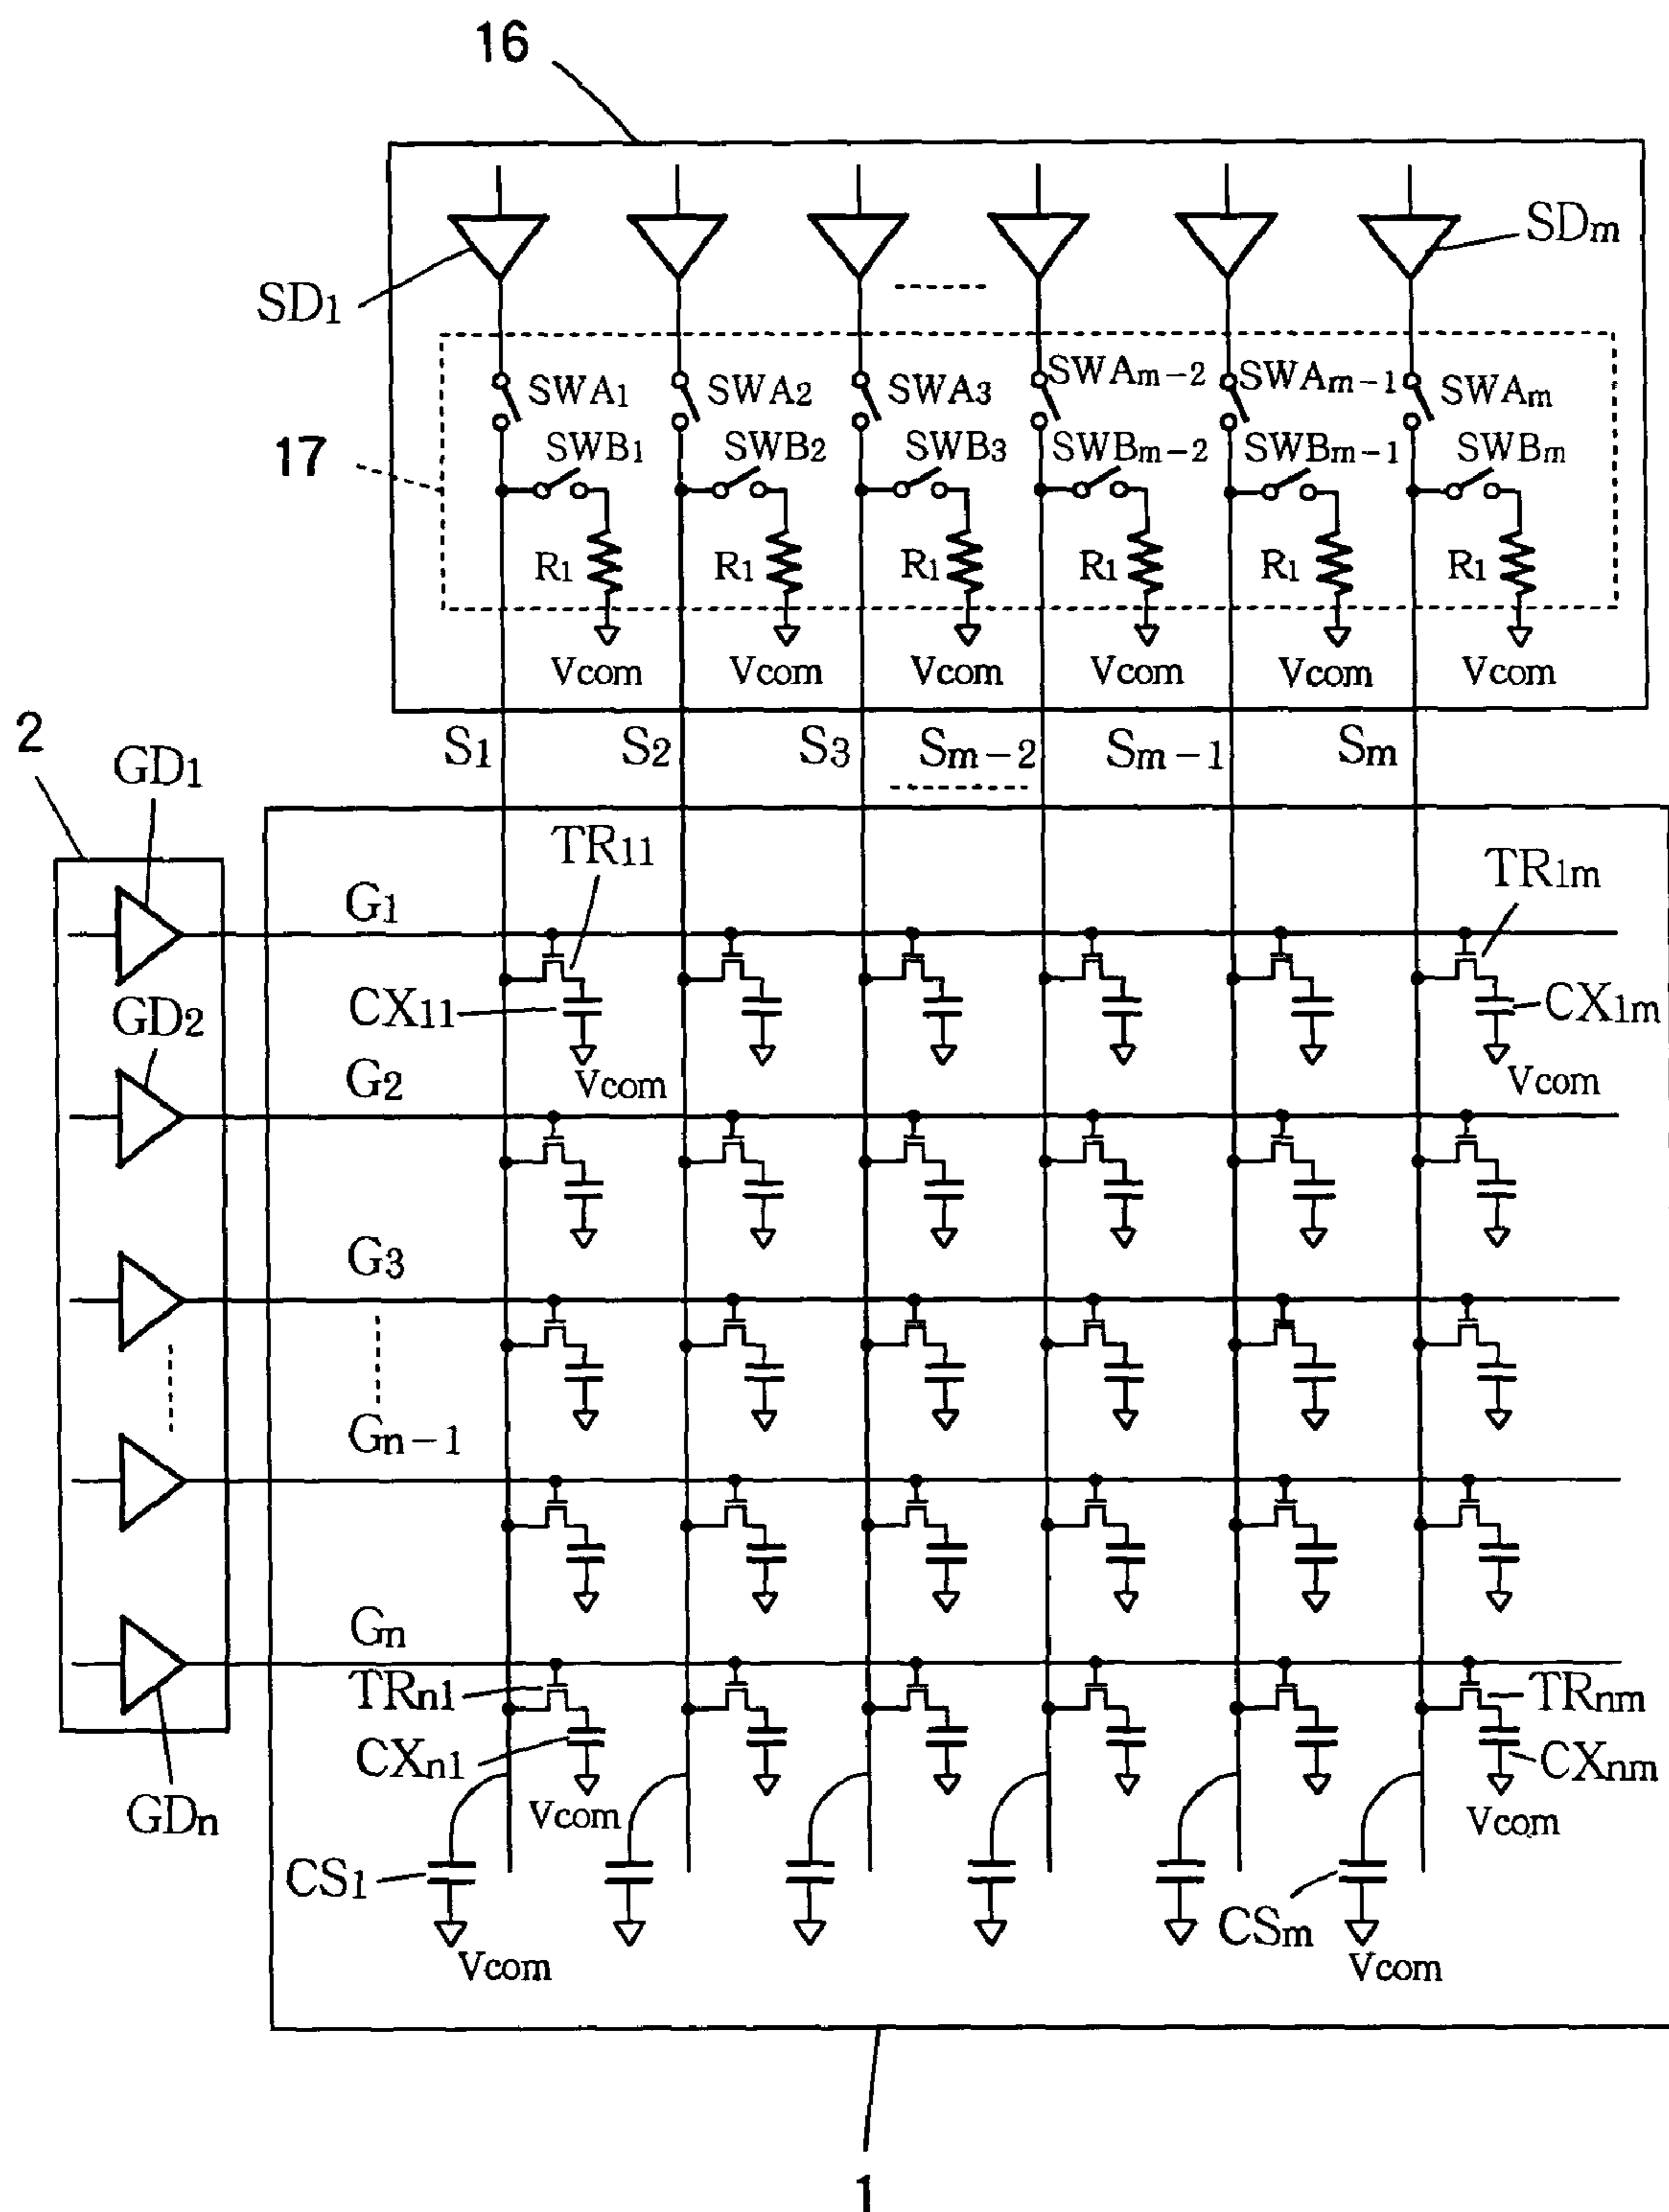 16
SD1
SDm
SWA1 SWA2 SWA3 SWAm-2 SWAm-1 SWAm
17
SWB1 SWB2 SWB3 SWBm-2 SWBm-1 SWBm
R1 R1 R1 R1 R1 R1
Vcom Vcom Vcom Vcom Vcom Vcom
2
S1 S2 S3 Sm-2 Sm-1 Sm
GD1
TR11
TR1m
G1
CX11
CX1m
GD2
G2
Vcom
Vcom
G3
Gn-1
Gn
TRn1
TRnm
CXn1
CXnm
GDn
Vcom
Vcom
CS1
CSm
Vcom
Vcom
1